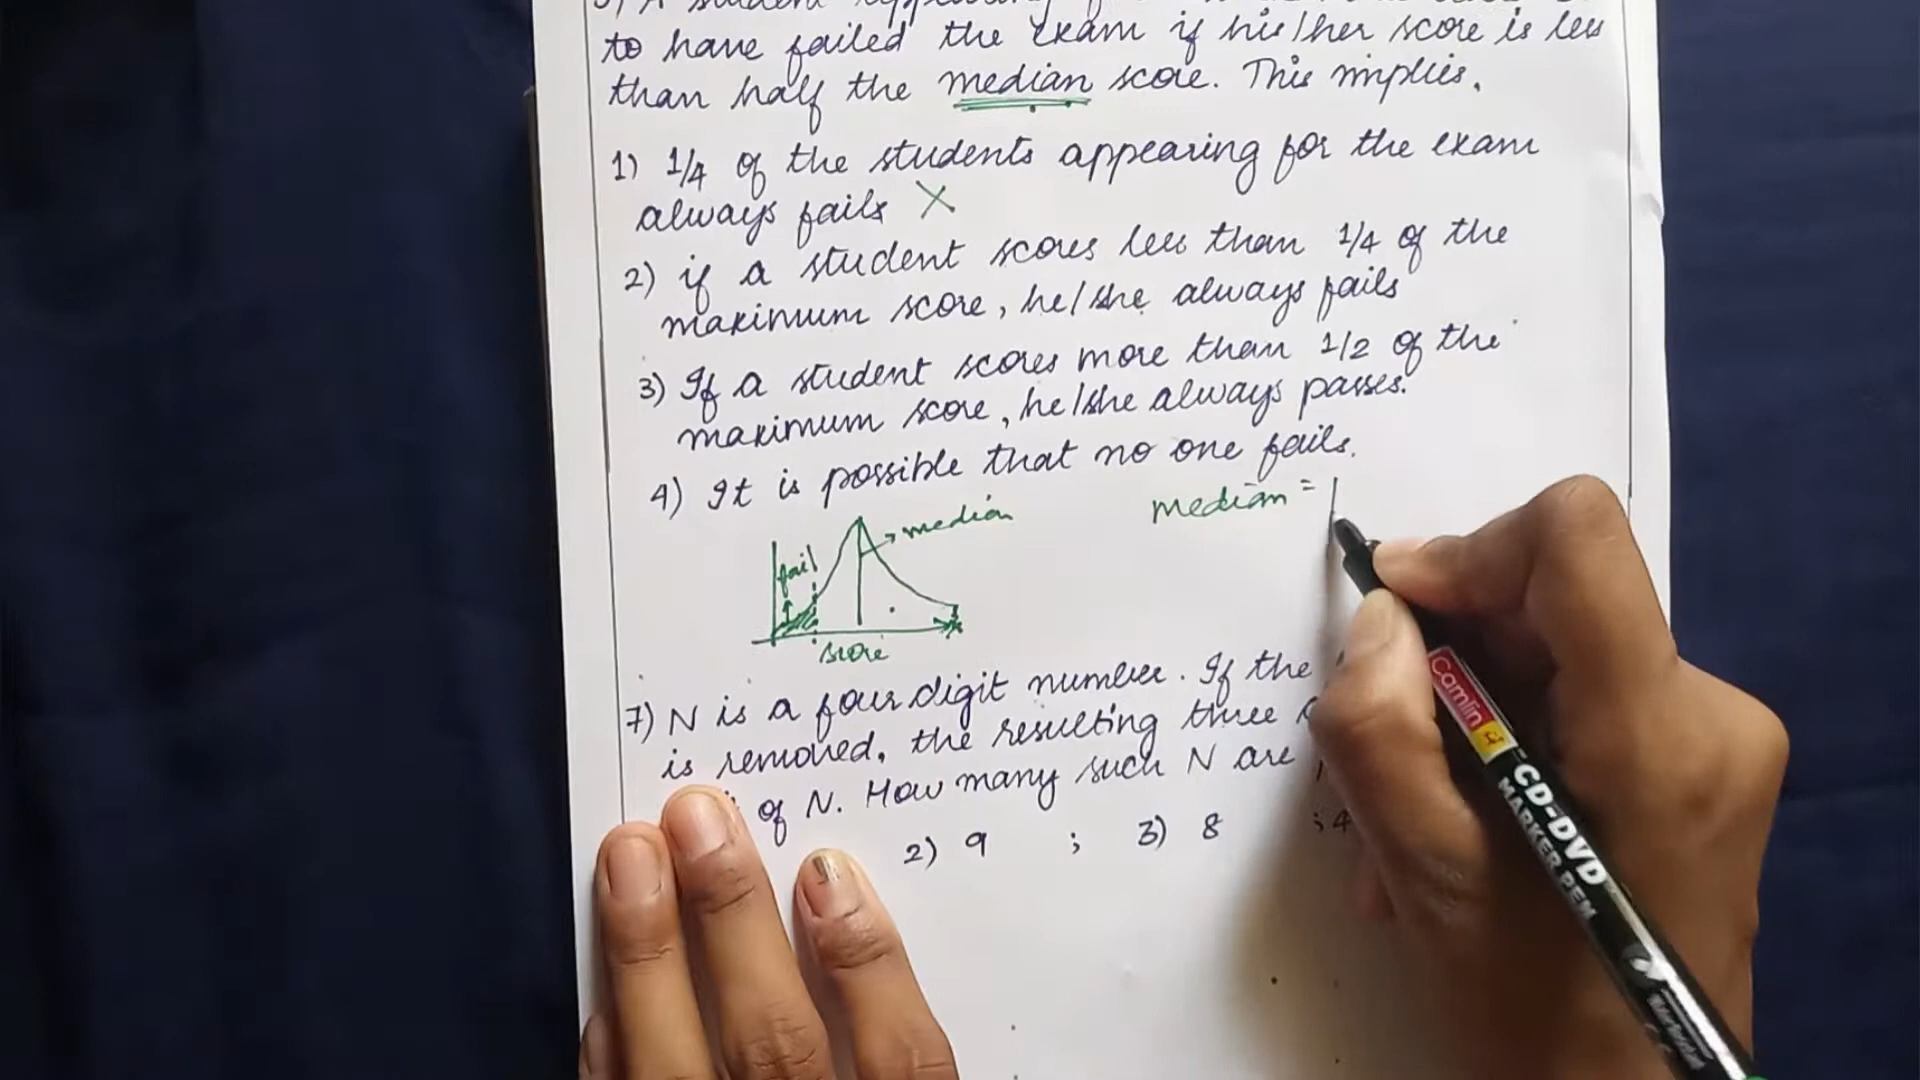 to have failed the exam if his/her score is less
than half the median score. This implies.
1) 1/4 of the students appearing for the exam
always fails X
2) if a student scores less than 1/4 of the
maximum score, he/she always fails
3) If a student scores more than 1/2 of the
maximum score, he/she always passes.
4) It is possible that no one fails.
median =
median
fail
score
7) N is a four digit number. If the
is removed, the resulting three
of N. How many such N are
2) 9 ; 3) 8 ; 4
Camlin
CD-DVD
MARKER PEN